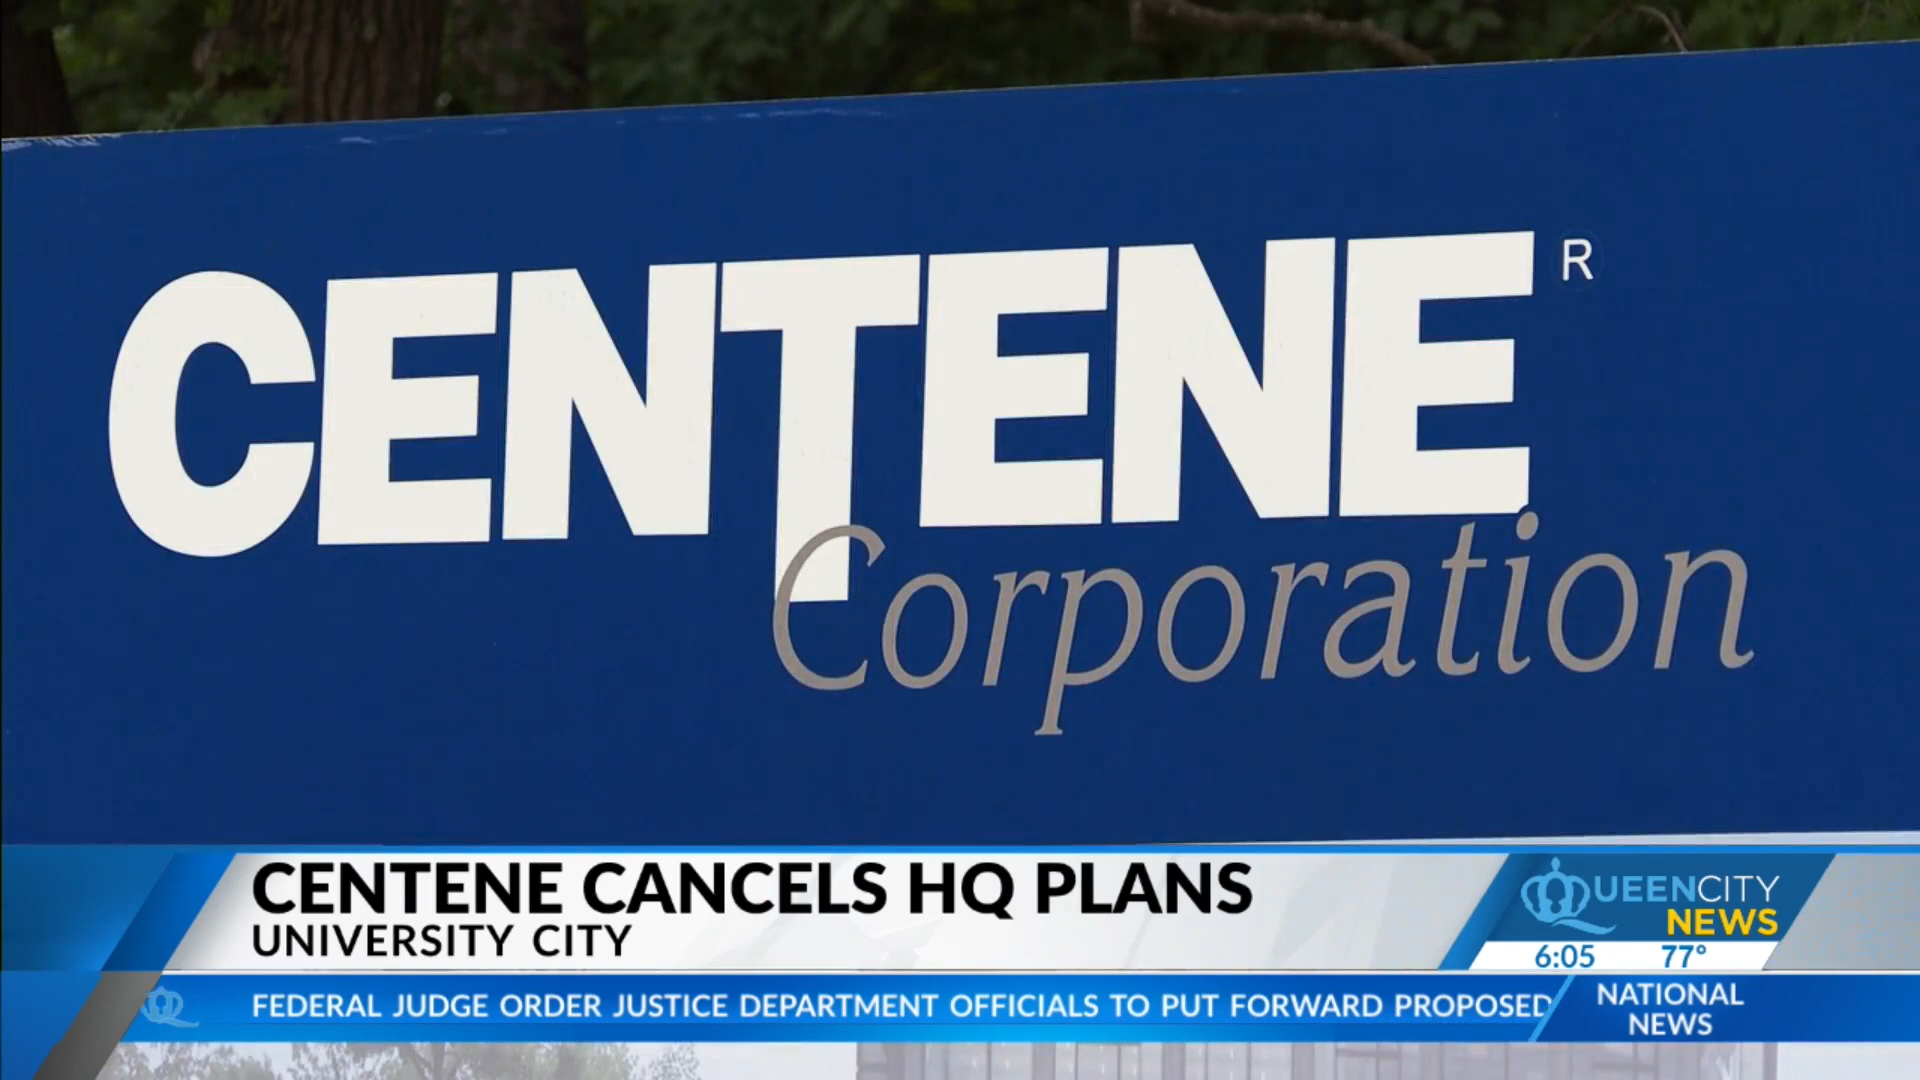 CENTENE®
Corporation
CENTENE CANCELS HQ PLANS
UNIVERSITY CITY
QUEENCITY
NEWS
6:05 77°
FEDERAL JUDGE ORDER JUSTICE DEPARTMENT OFFICIALS TO PUT FORWARD PROPOSED
NATIONAL
NEWS